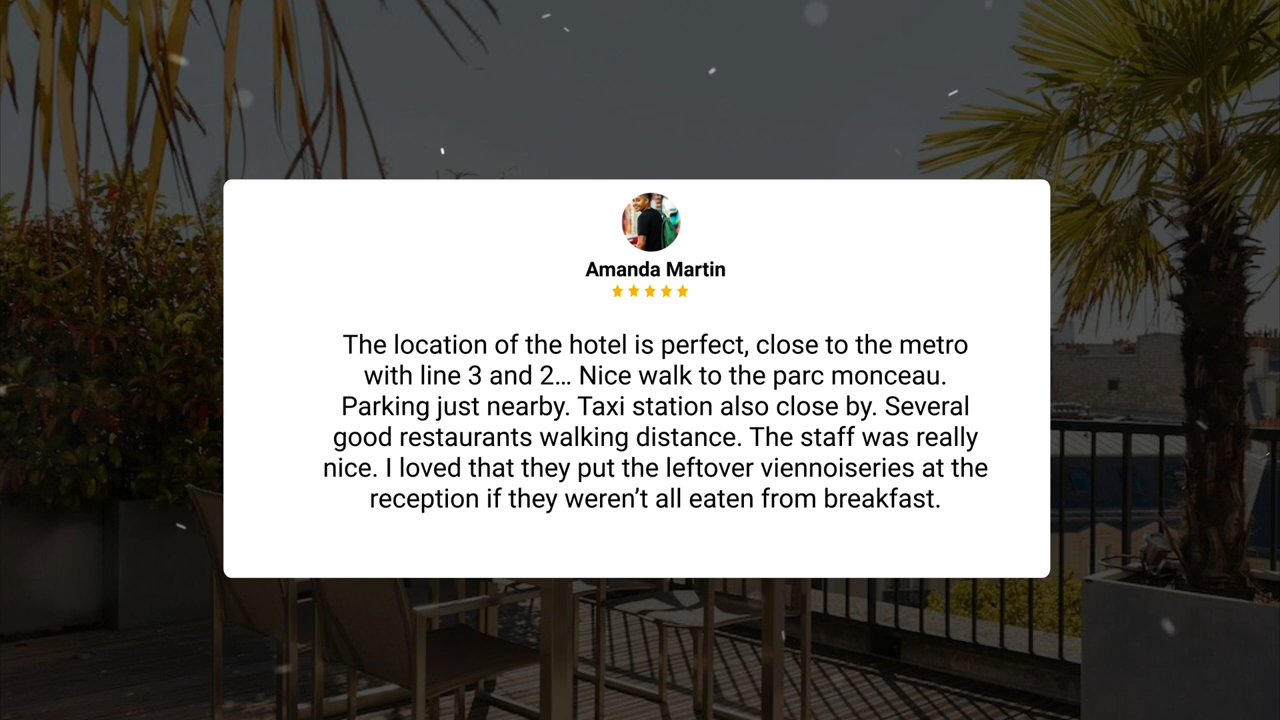 Amanda Martin
The location of the hotel is perfect, close to the metro
with line 3 and 2... Nice walk to the parc monceau.
Parking just nearby. Taxi station also close by. Several
good restaurants walking distance. The staff was really
nice. I loved that they put the leftover viennoiseries at the
reception if they weren’t all eaten from breakfast.